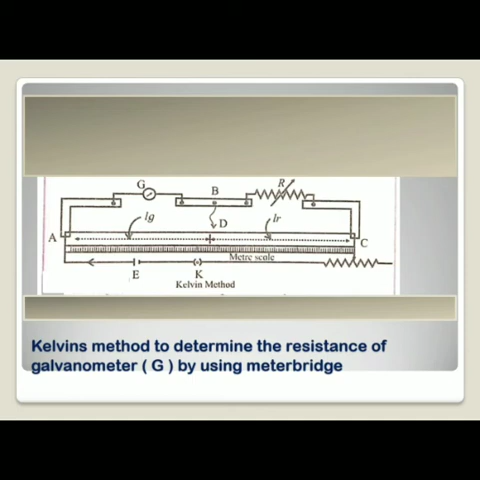 G
B
R
lg
D
lr
A
C
Metre scale
E
K
Kelvin Method
Kelvins method to determine the resistance of
galvanometer ( G ) by using meterbridge